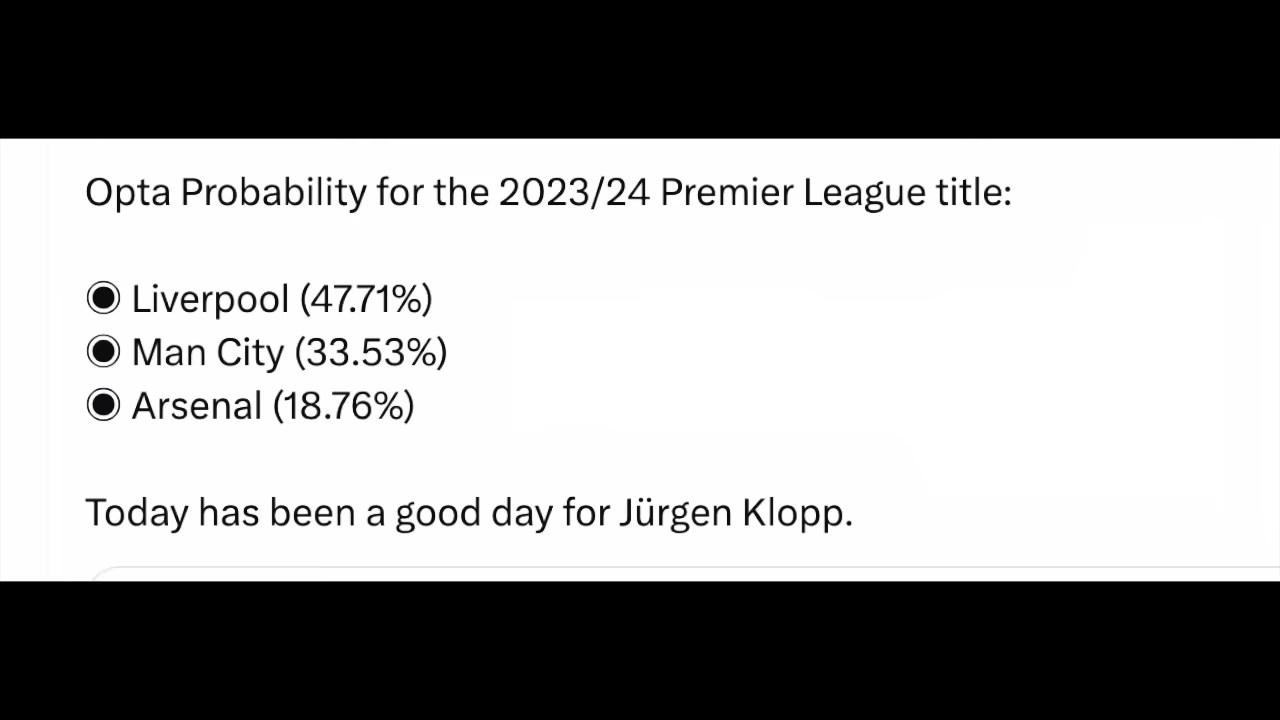 Opta Probability for the 2023/24 Premier League title:
◉ Liverpool (47.71%)
◉ Man City (33.53%)
◉ Arsenal (18.76%)
Today has been a good day for Jürgen Klopp.